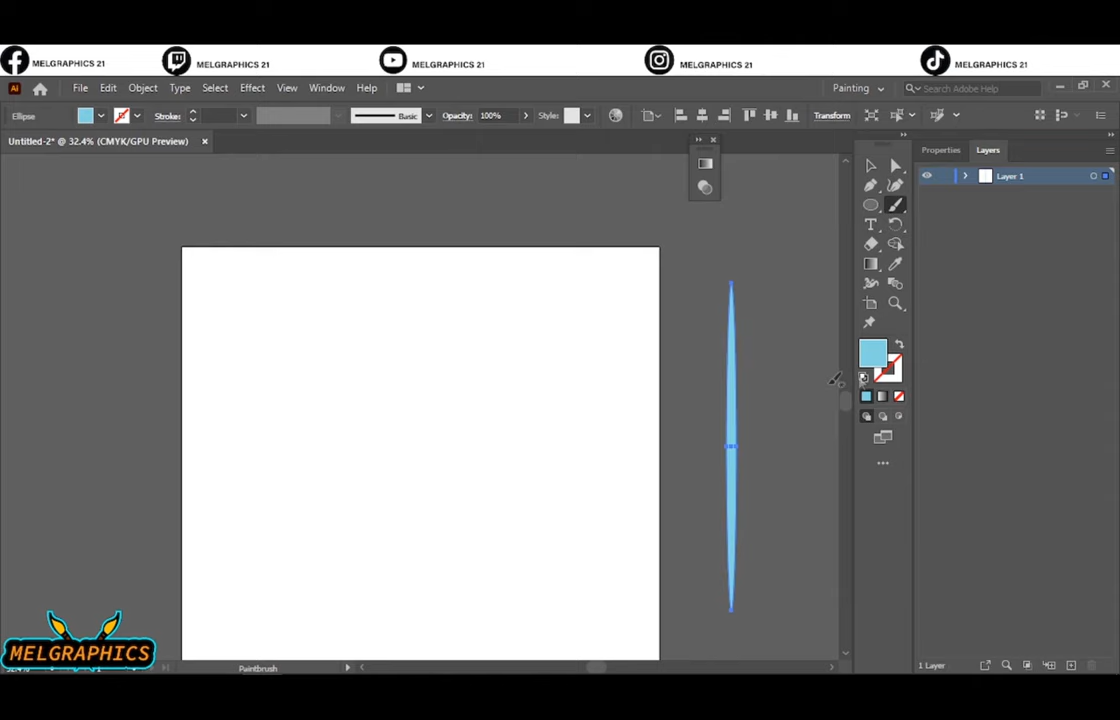 MELGRAPHICS 21 MELGRAPHICS 21 MELGRAPHICS 21 MELGRAPHICS 21 MELGRAPHICS 21
Ai File Edit Object Type Select Effect View Window Help Painting Search Adobe Help
Ellipse Stroke: Basic Opacity: 100% Style: Transform
Untitled-2* @ 32.4% (CMYK/GPU Preview)
Properties Layers
Layer 1
MELGRAPHICS
Paintbrush
1 Layer